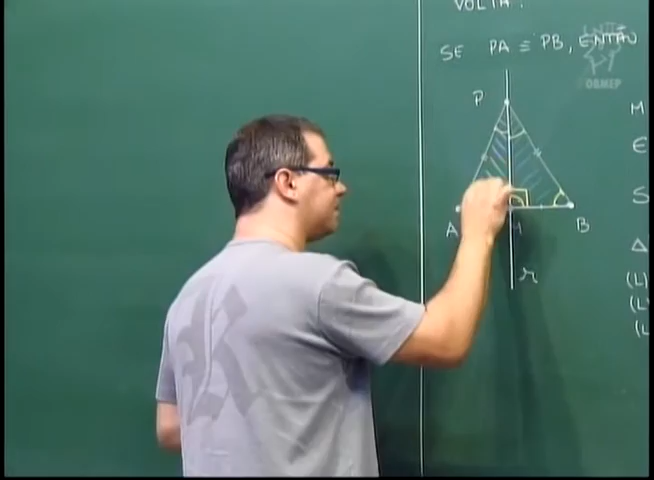 VOLTA:
SE PA ≡ PB, ENTÃO
OBMEP
P
M
E
S
A
H
B
Δ
r
(L)
(L
(L
R